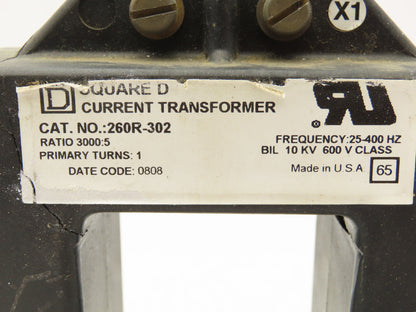 X1
D SQUARE D
CURRENT TRANSFORMER
CAT. NO.:260R-302
RATIO 3000:5
PRIMARY TURNS: 1
DATE CODE: 0808
RU
®
FREQUENCY:25-400 HZ
BIL 10 KV 600 V CLASS
Made in U S A 65